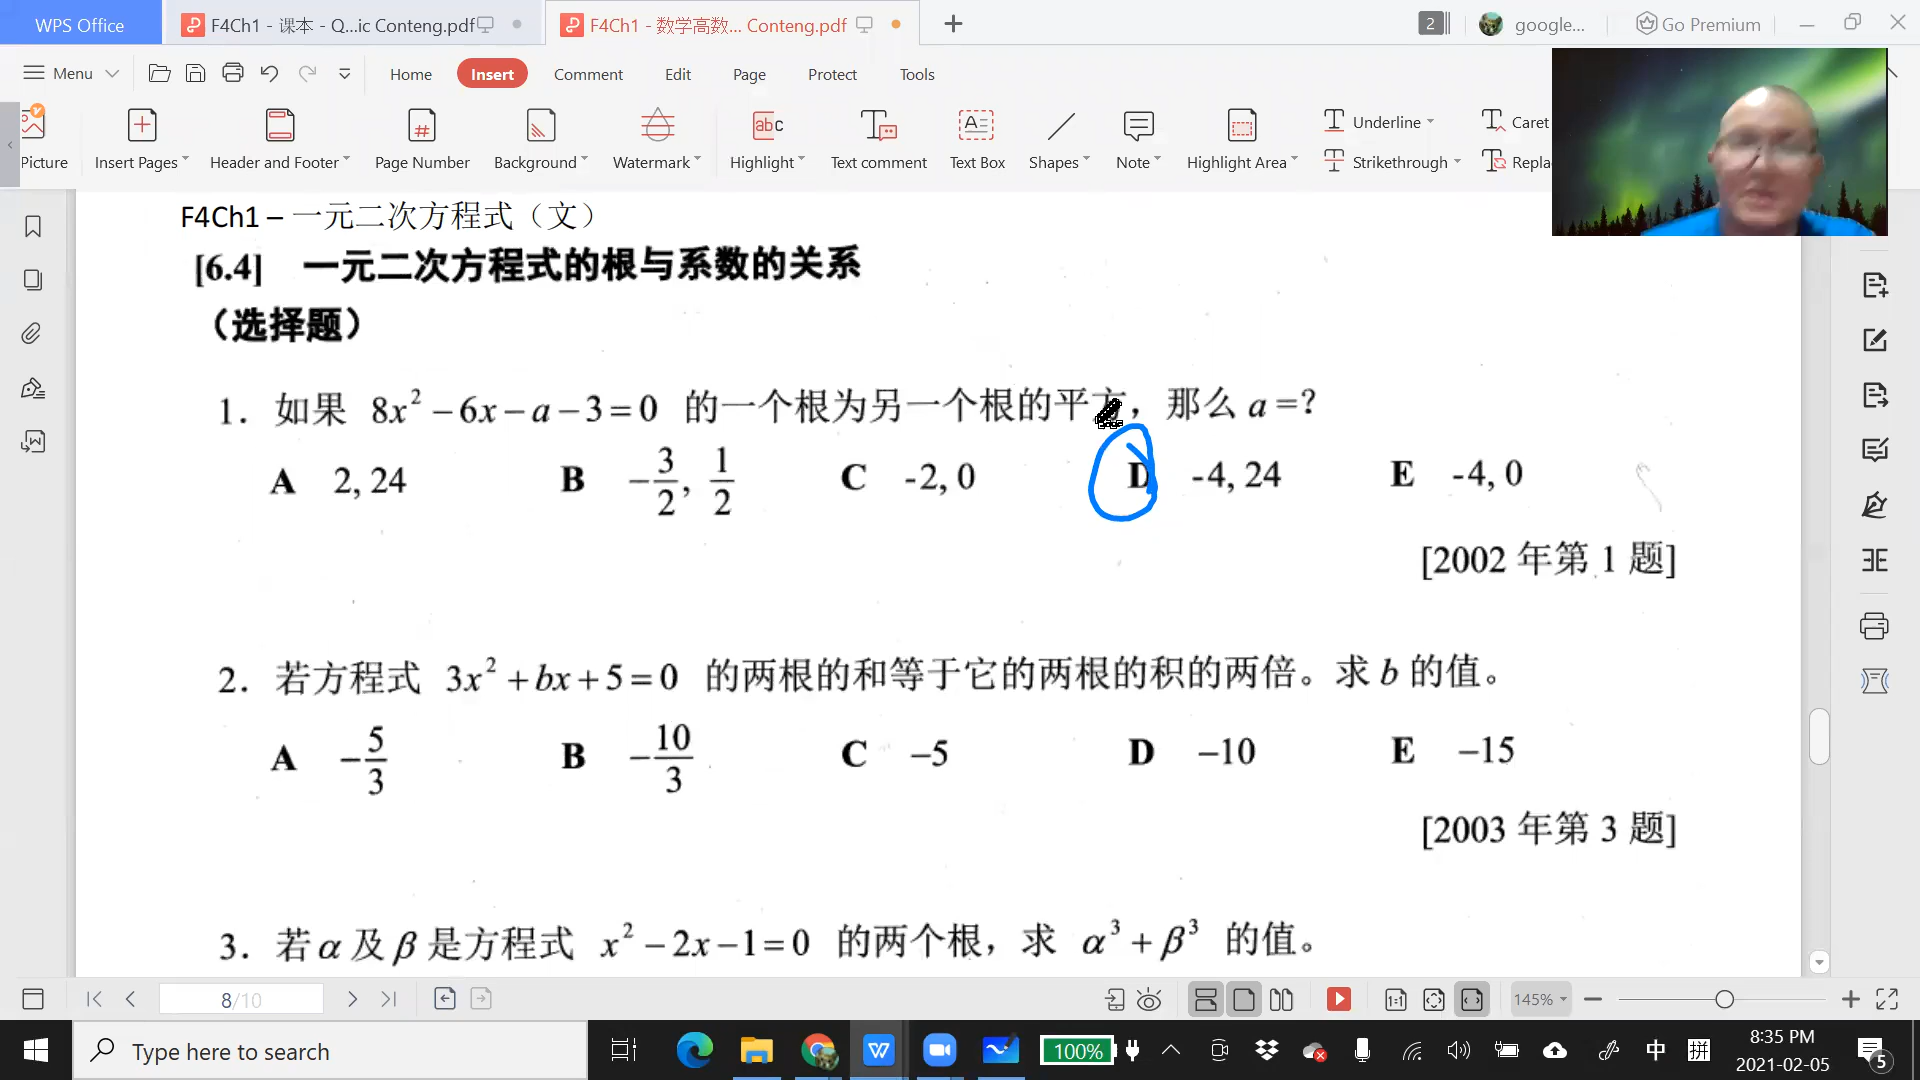 WPS Office
F4Ch1 - 课本 - Q...ic Conteng.pdf
F4Ch1 - 数学高数... Conteng.pdf
2
google...
Go Premium
Menu
Home
Insert
Comment
Edit
Page
Protect
Tools
Picture
Insert Pages
Header and Footer
Page Number
Background
Watermark
Highlight
Text comment
Text Box
Shapes
Note
Highlight Area
Underline
Strikethrough
Caret
Replac
F4Ch1 – 一元二次方程式（文）
[6.4] 一元二次方程式的根与系数的关系
（选择题）
1. 如果 8x² − 6x − a − 3 = 0 的一个根为另一个根的平方，那么 a =?
A 2, 24 B −3/2, 1/2 C -2, 0 D -4, 24 E -4, 0
[2002 年第 1 题]
2. 若方程式 3x² + bx + 5 = 0 的两根的和等于它的两根的积的两倍。求 b 的值。
A −5/3 B −10/3 C −5 D −10 E −15
[2003 年第 3 题]
3. 若 α 及 β 是方程式 x² − 2x − 1 = 0 的两个根，求 α³ + β³ 的值。
8/10
1:1
145%
Type here to search
100%
中
拼
8:35 PM
2021-02-05
5